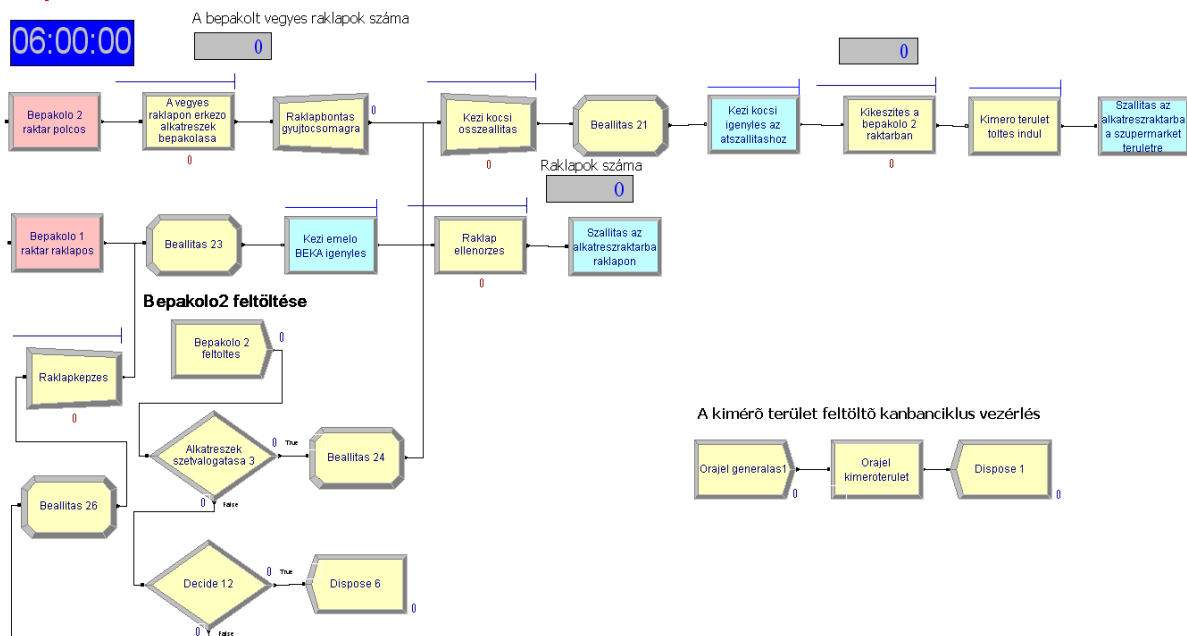 A bepakolt vegyes raklapok száma
06:00:00
0
0
Bepakolo 2
raktar polcos
A vegyes
raklapon erkezo
alkatreszek
bepakolasa
0
Raklapbontas
gyujtocsomagra
0
Kezi kocsi
osszeallitas
0
Beallitas 21
Kezi kocsi
igenyles az
atszallitashoz
Kikeszites a
bepakolo 2
raktarban
0
Kimero terulet
toltes indul
Szallitas az
alkatreszraktarba
a szupermarket
teruletre
Raklapok száma
0
Bepakolo 1
raktar raklapos
Beallitas 23
Kezi emelo
BEKA igenyles
Raklap
ellenorzes
0
Szallitas az
alkatreszraktarba
raklapon
Bepakolo2 feltöltése
Bepakolo 2
feltoltes
0
Raklapkepzes
0
Alkatreszek
szetvalogatasa 3
0 True
0 False
Beallitas 24
A kimérõ terület feltöltõ kanbanciklus vezérlés
Orajel generalas1
0
Orajel
kimeroterulet
Dispose 1
0
Beallitas 26
Decide 12
0 True
0 False
Dispose 6
0